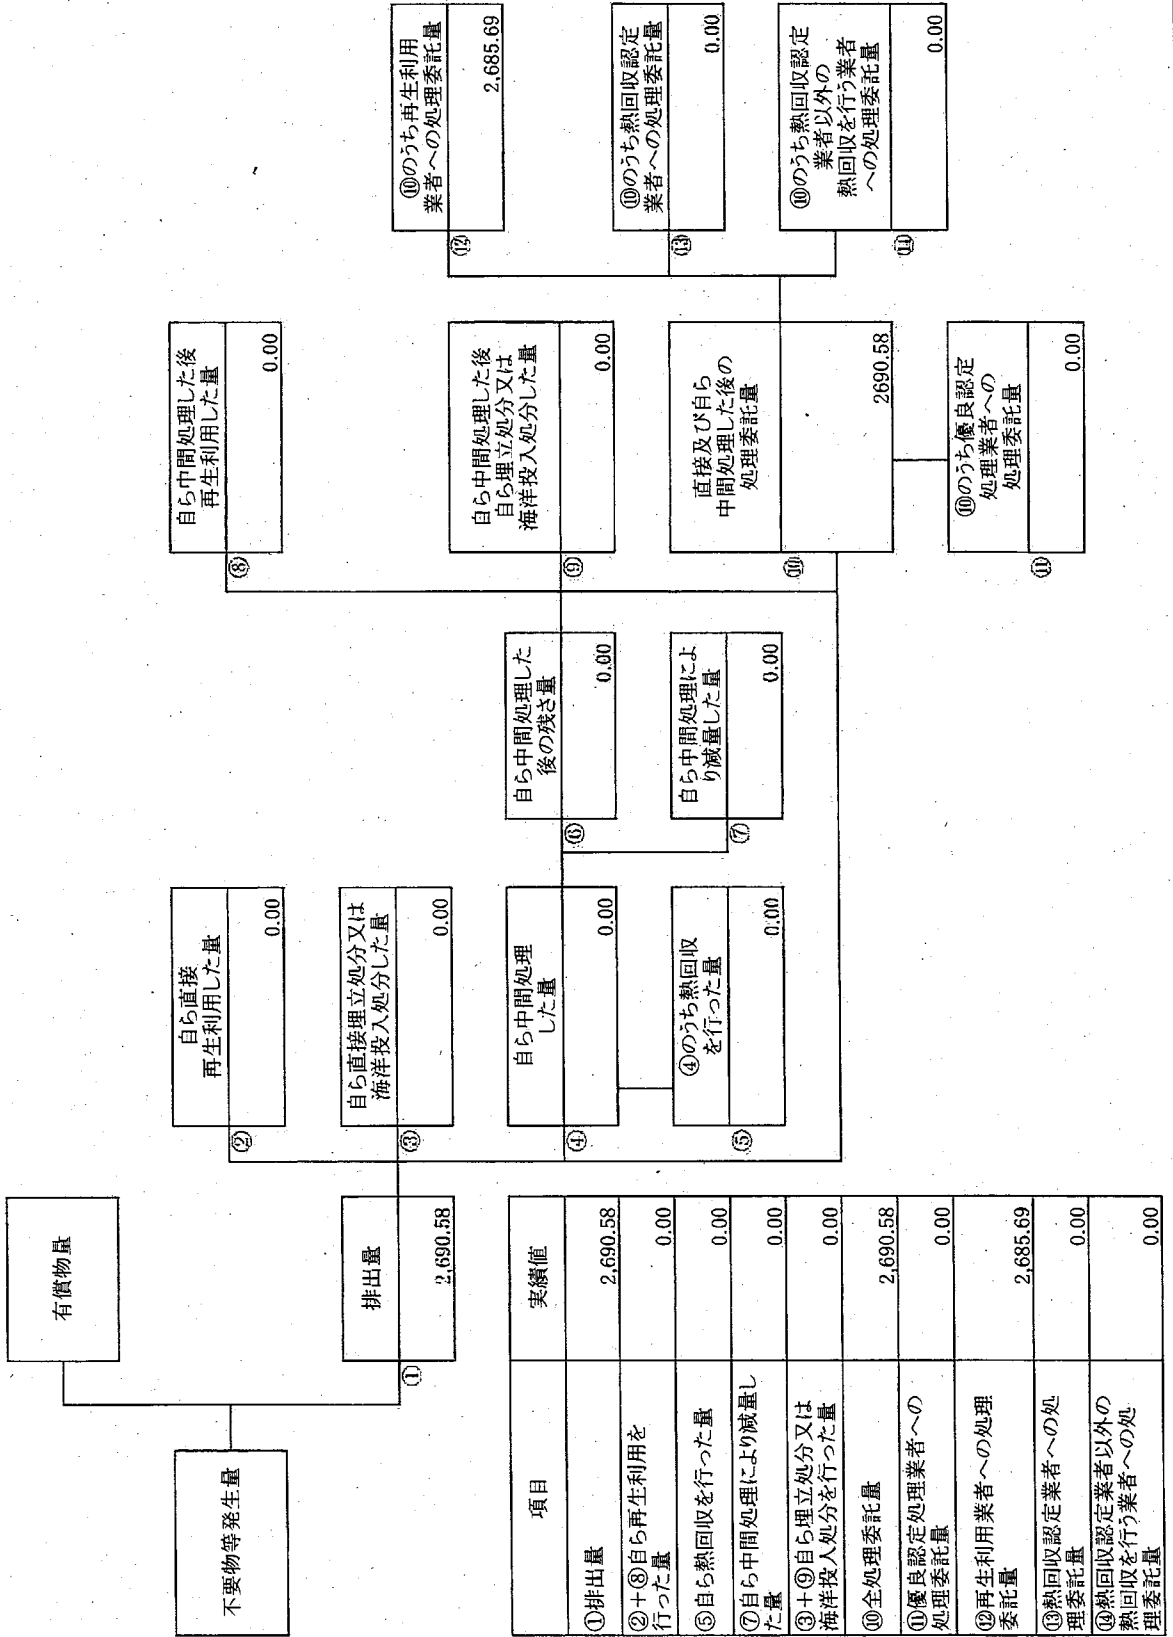 不要物等発生量
有償物量
①
排出量
2,690.58
②
自ら直接
再生利用した量
0.00
③
自ら直接埋立処分又は
海洋投入処分した量
0.00
④
自ら中間処理
した量
0.00
⑤
④のうち熱回収
を行った量
0.00
⑥
自ら中間処理した
後の残さ量
0.00
⑦
自ら中間処理によ
り減量した量
0.00
⑧
自ら中間処理した後
再生利用した量
0.00
⑨
自ら中間処理した後
自ら埋立処分又は
海洋投入処分した量
0.00
⑩
直接及び自ら
中間処理した後の
処理委託量
2690.58
⑪
⑩のうち優良認定
処理業者への
処理委託量
0.00
⑫
⑩のうち再生利用
業者への処理委託量
2,685.69
⑬
⑩のうち熱回収認定
業者への処理委託量
0.00
⑭
⑩のうち熱回収認定
業者以外の
熱回収を行う業者
への処理委託量
0.00
項目 実績値
①排出量 2,690.58
②+⑧自ら再生利用を
行った量 0.00
⑤自ら熱回収を行った量 0.00
⑦自ら中間処理により減量し
た量 0.00
③+⑨自ら埋立処分又は
海洋投入処分を行った量 0.00
⑩全処理委託量 2,690.58
⑪優良認定処理業者への
処理委託量 0.00
⑫再生利用業者への処理
委託量 2,685.69
⑬熱回収認定業者への処
理委託量 0.00
⑭熱回収認定業者以外の
熱回収を行う業者への処
理委託量 0.00